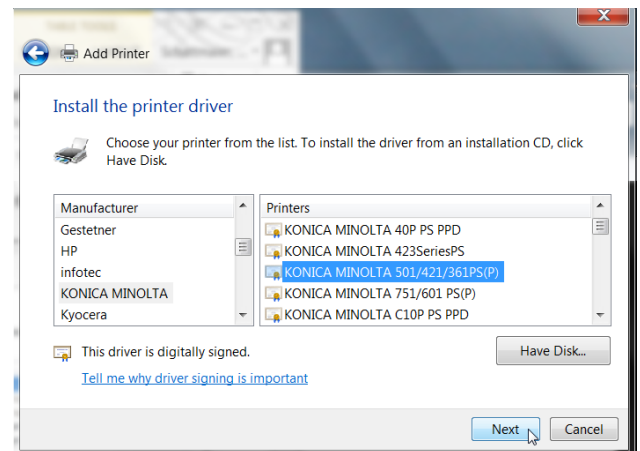 Add Printer
Install the printer driver
Choose your printer from the list. To install the driver from an installation CD, click
Have Disk.
Manufacturer
Gestetner
HP
infotec
KONICA MINOLTA
Kyocera
Printers
KONICA MINOLTA 40P PS PPD
KONICA MINOLTA 423SeriesPS
KONICA MINOLTA 501/421/361PS(P)
KONICA MINOLTA 751/601 PS(P)
KONICA MINOLTA C10P PS PPD
This driver is digitally signed.
Have Disk...
Tell me why driver signing is important
Next
Cancel